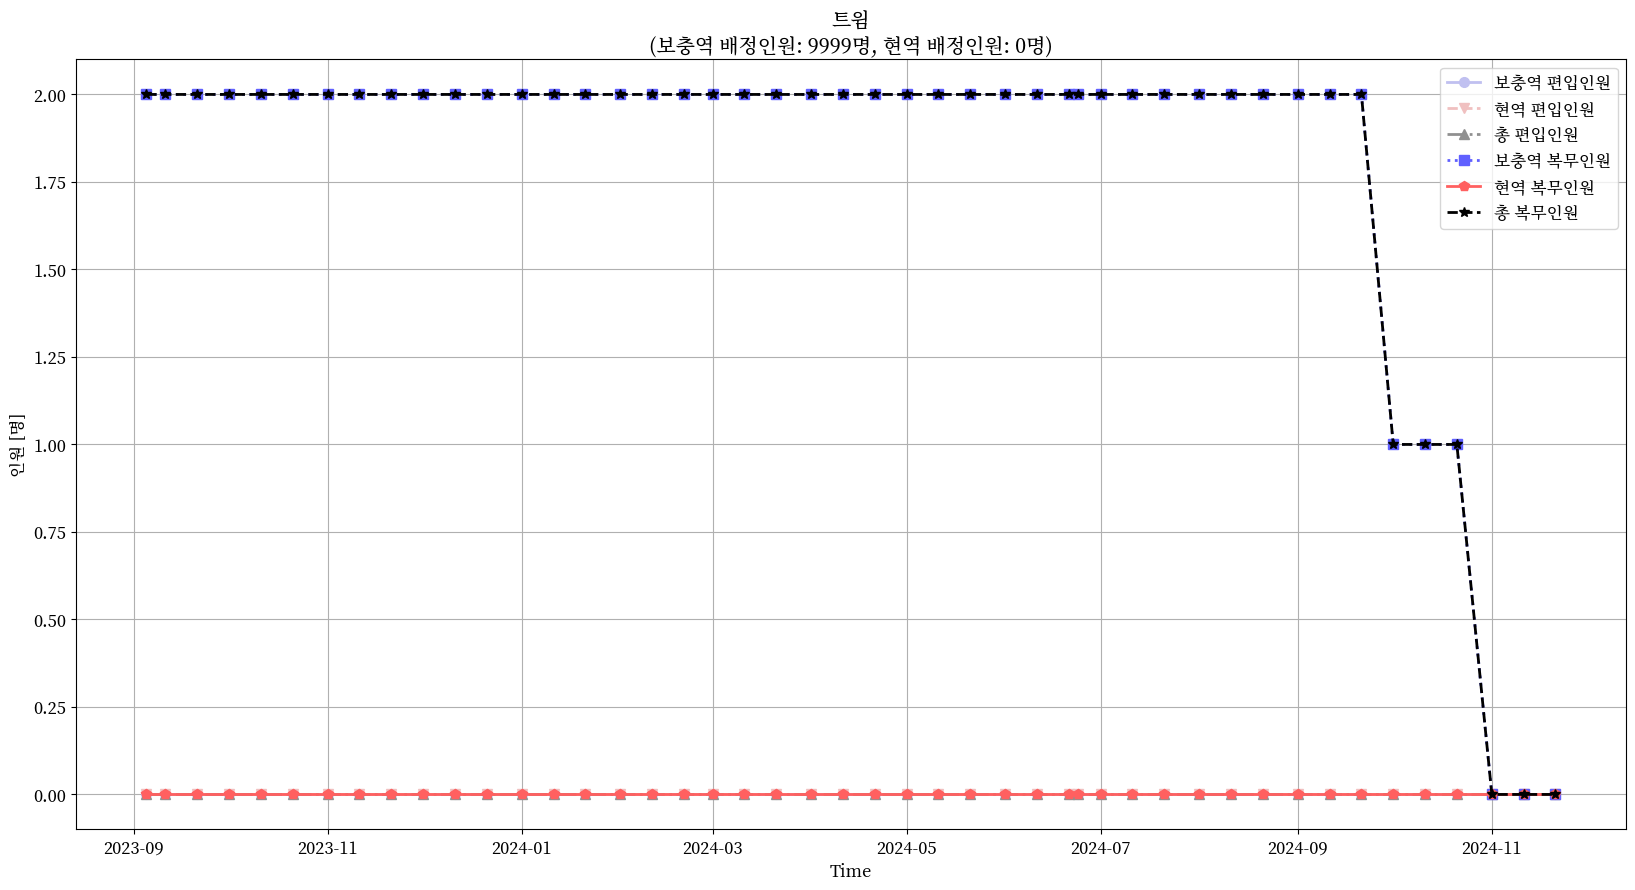 트윔
(보충역 배정인원: 9999명, 현역 배정인원: 0명)
2.00
1.75
1.50
1.25
1.00
0.75
0.50
0.25
0.00
인원 [명]
보충역 편입인원
현역 편입인원
총 편입인원
보충역 복무인원
현역 복무인원
총 복무인원
2023-09 2023-11 2024-01 2024-03 2024-05 2024-07 2024-09 2024-11
Time